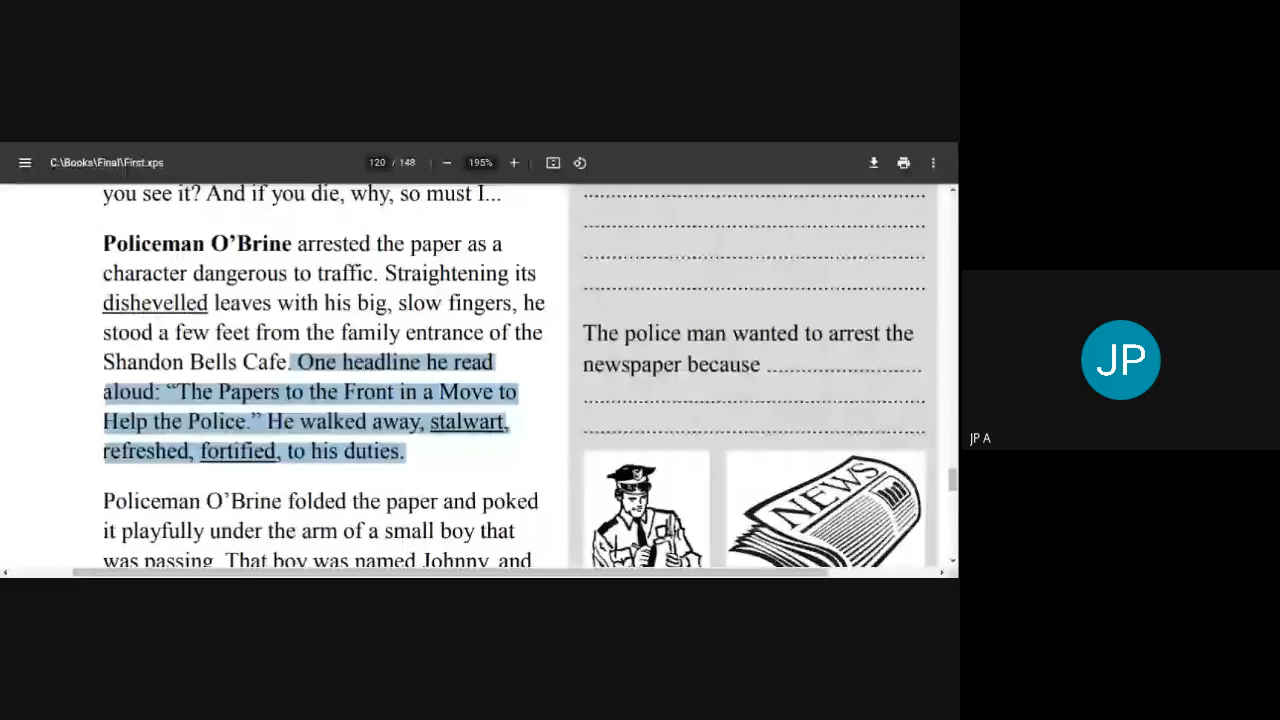 C:\Books\Final\First.xps
120 / 148
195%
you see it? And if you die, why, so must I...
Policeman O’Brine arrested the paper as a
character dangerous to traffic. Straightening its
dishevelled leaves with his big, slow fingers, he
stood a few feet from the family entrance of the
Shandon Bells Cafe. One headline he read
aloud: “The Papers to the Front in a Move to
Help the Police.” He walked away, stalwart,
refreshed, fortified, to his duties.
Policeman O’Brine folded the paper and poked
it playfully under the arm of a small boy that
was passing. That boy was named Johnny, and
The police man wanted to arrest the
newspaper because
NEWS
JP
JP A